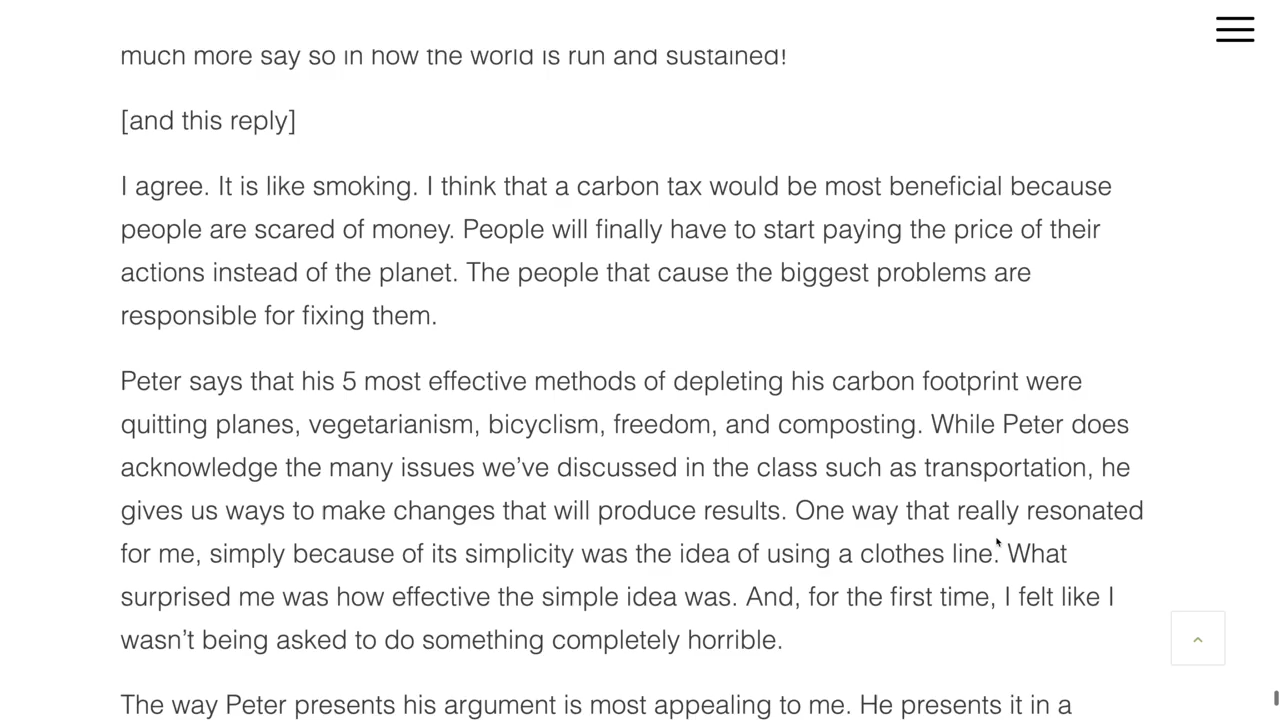 much more say so in how the world is run and sustained!
[and this reply]
I agree. It is like smoking. I think that a carbon tax would be most beneficial because
people are scared of money. People will finally have to start paying the price of their
actions instead of the planet. The people that cause the biggest problems are
responsible for fixing them.
Peter says that his 5 most effective methods of depleting his carbon footprint were
quitting planes, vegetarianism, bicyclism, freedom, and composting. While Peter does
acknowledge the many issues we’ve discussed in the class such as transportation, he
gives us ways to make changes that will produce results. One way that really resonated
for me, simply because of its simplicity was the idea of using a clothes line. What
surprised me was how effective the simple idea was. And, for the first time, I felt like I
wasn’t being asked to do something completely horrible.
The way Peter presents his argument is most appealing to me. He presents it in a